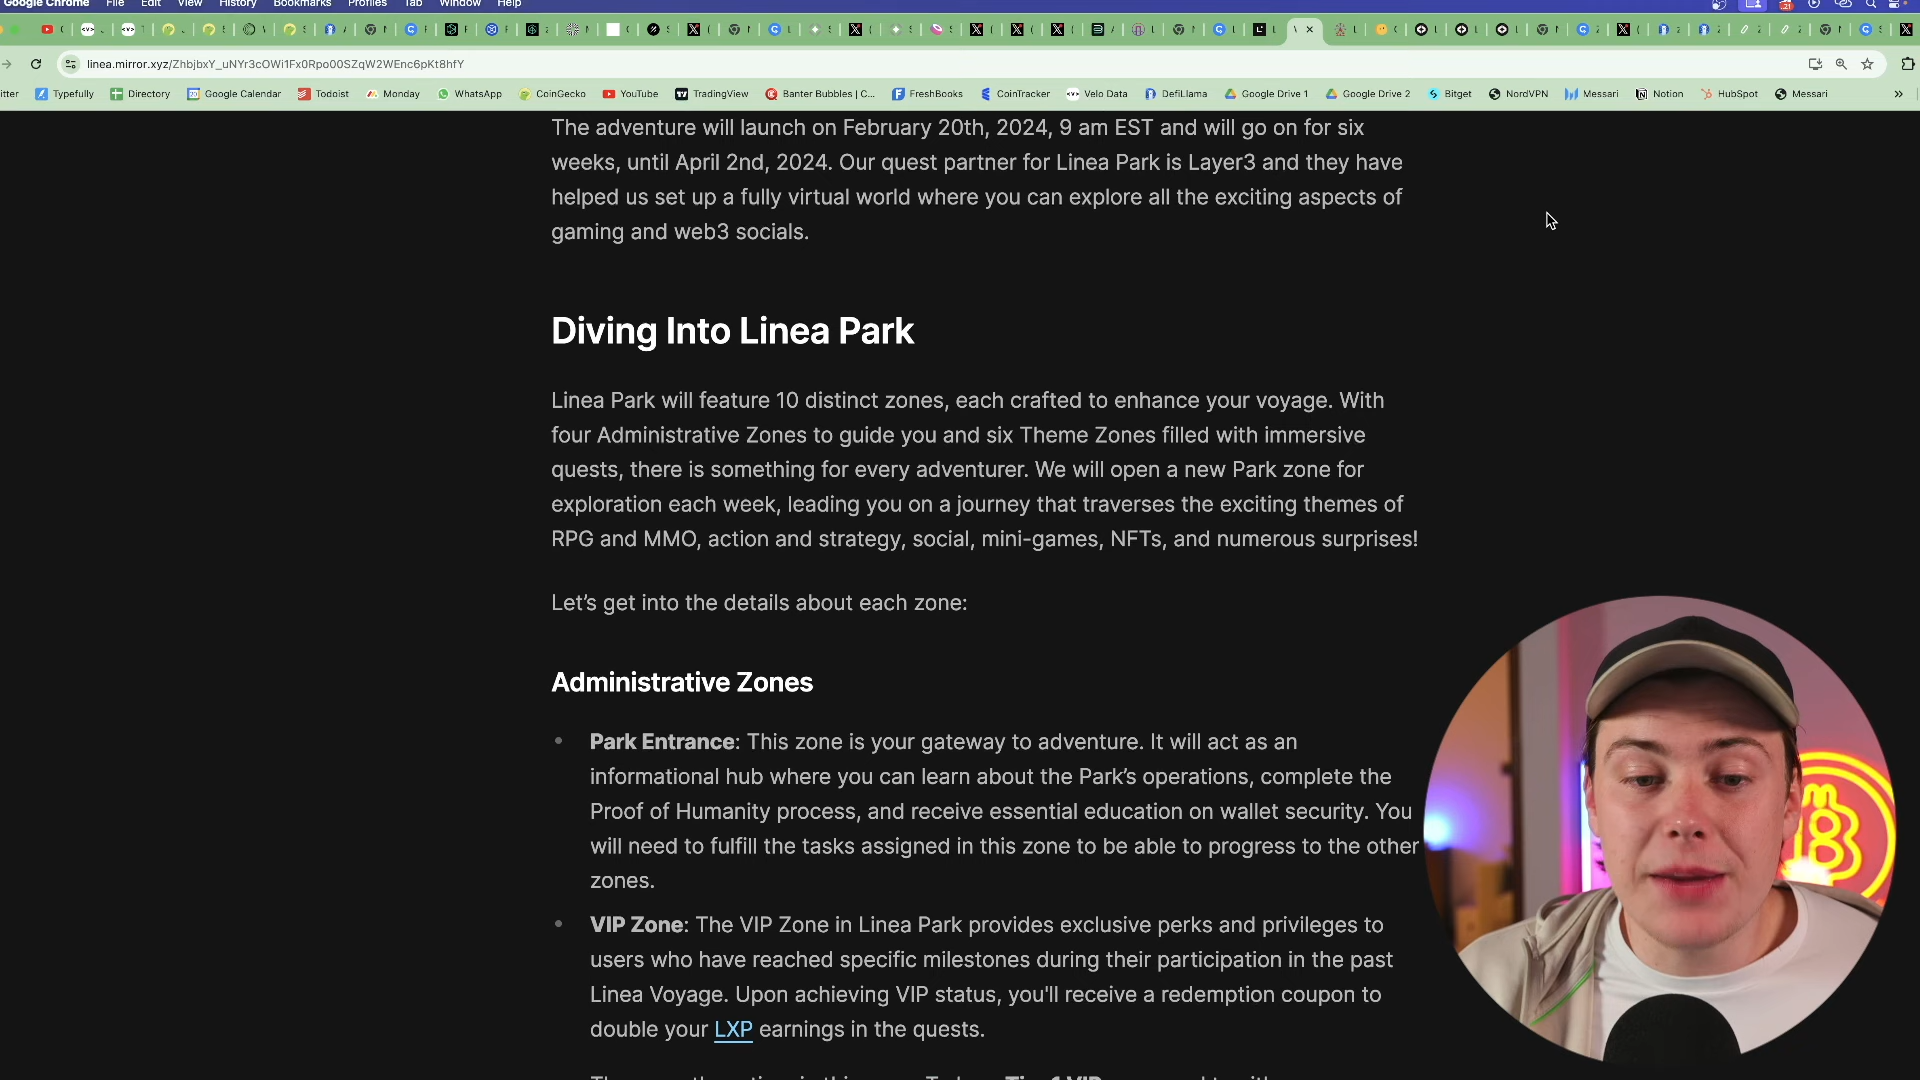 Google Chrome File Edit View History Bookmarks Profiles Tab Window Help
linea.mirror.xyz/ZhbjbxY_uNYr3cOWi1Fx0Rpo00SZqW2WEnc6pKt8hfY
itter Typefully Directory Google Calendar Todoist Monday WhatsApp CoinGecko YouTube TradingView Banter Bubbles | C... FreshBooks CoinTracker Velo Data DefiLlama Google Drive 1 Google Drive 2 Bitget NordVPN Messari Notion HubSpot Messari »
The adventure will launch on February 20th, 2024, 9 am EST and will go on for six
weeks, until April 2nd, 2024. Our quest partner for Linea Park is Layer3 and they have
helped us set up a fully virtual world where you can explore all the exciting aspects of
gaming and web3 socials.
Diving Into Linea Park
Linea Park will feature 10 distinct zones, each crafted to enhance your voyage. With
four Administrative Zones to guide you and six Theme Zones filled with immersive
quests, there is something for every adventurer. We will open a new Park zone for
exploration each week, leading you on a journey that traverses the exciting themes of
RPG and MMO, action and strategy, social, mini-games, NFTs, and numerous surprises!
Let’s get into the details about each zone:
Administrative Zones
• Park Entrance: This zone is your gateway to adventure. It will act as an
informational hub where you can learn about the Park’s operations, complete the
Proof of Humanity process, and receive essential education on wallet security. You
will need to fulfill the tasks assigned in this zone to be able to progress to the other
zones.
• VIP Zone: The VIP Zone in Linea Park provides exclusive perks and privileges to
users who have reached specific milestones during their participation in the past
Linea Voyage. Upon achieving VIP status, you'll receive a redemption coupon to
double your LXP earnings in the quests.